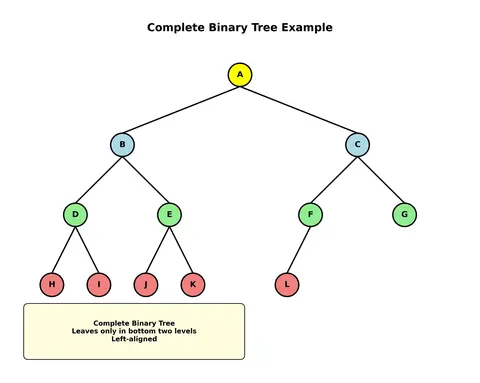 Complete Binary Tree Example
A
B
C
D
E
F
G
H
I
J
K
L
Complete Binary Tree
Leaves only in bottom two levels
Left-aligned